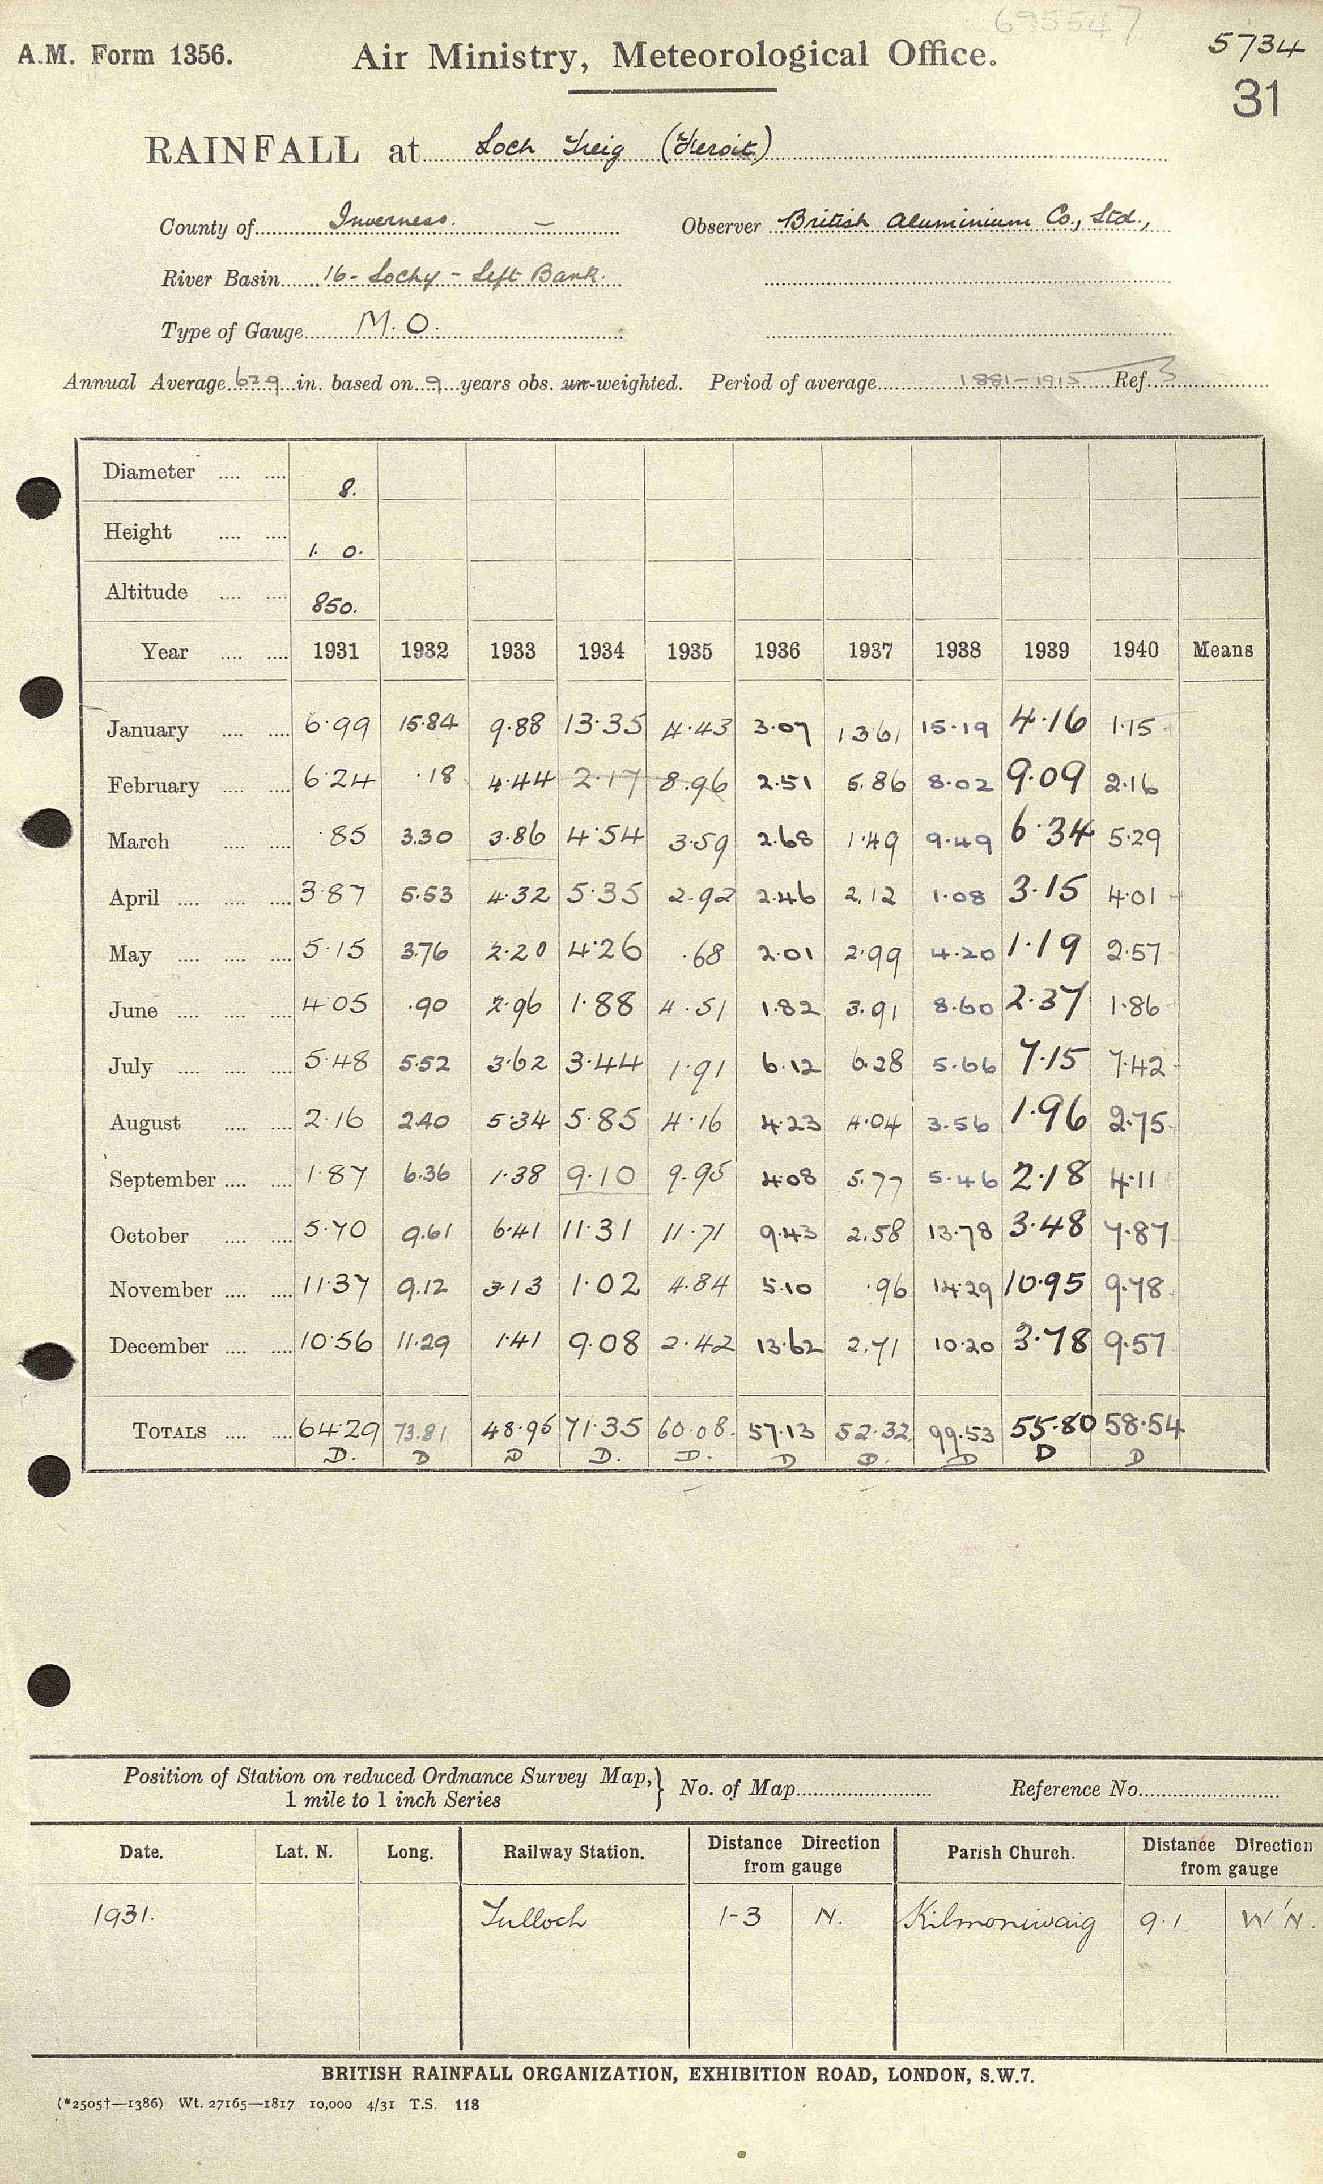 695547
A.M. Form 1356. Air Ministry, Meteorological Office. 5734
31
RAINFALL at Loch Treig
County of Inverness. – Observer British Aluminium Co., Ltd.,
River Basin 16 - Lochy - Left Bank.
Type of Gauge M.O.
Annual Average 679 in. based on 9 years obs. un-weighted. Period of average 1881-1915 Ref. 3
Diameter 8.
Height 1. 0.
Altitude 850.
Year 1931 1932 1933 1934 1935 1936 1937 1938 1939 1940 Means
January 6.99 15.84 9.88 13.35 4.43 3.07 13.61 15.19 4.16 1.15
February 6.24 .18 4.44 2.17 8.96 2.51 5.86 8.02 9.09 2.16
March .85 3.30 3.86 4.54 3.59 2.68 1.49 9.49 6.34 5.29
April 3.87 5.53 4.32 5.35 2.92 2.46 2.12 1.08 3.15 4.01
May 5.15 3.76 2.20 4.26 .68 2.01 2.99 4.20 1.19 2.57
June 4.05 .90 2.96 1.88 4.51 1.82 3.91 8.60 2.37 1.86
July 5.48 5.52 3.62 3.44 1.91 6.12 6.28 5.66 7.15 7.42
August 2.16 2.40 5.34 5.85 4.16 4.23 4.04 3.56 1.96 2.75
September 1.87 6.36 1.38 9.10 9.95 4.08 5.77 5.46 2.18 4.11
October 5.70 9.61 6.41 11.31 11.71 9.43 2.58 13.78 3.48 7.87
November 11.37 9.12 3.13 1.02 4.84 5.10 .96 14.29 10.95 9.78
December 10.56 11.29 1.41 9.08 2.42 13.62 2.71 10.20 3.78 9.57
TOTALS 64.29 73.81 48.95 71.35 60.08 57.13 52.32 99.53 55.80 58.54
D. D D D. D. D D. D D D
Position of Station on reduced Ordnance Survey Map, } No. of Map Reference No.
1 mile to 1 inch Series
Date. Lat. N. Long. Railway Station. Distance Direction from gauge Parish Church. Distance Direction from gauge
1931. Tulloch 1-3 N. Kilmonivaig 9.1 W'N.
BRITISH RAINFALL ORGANIZATION, EXHIBITION ROAD, LONDON, S.W.7.
(*2505†—1386) Wt. 27165—1817 10,000 4/31 T.S. 118